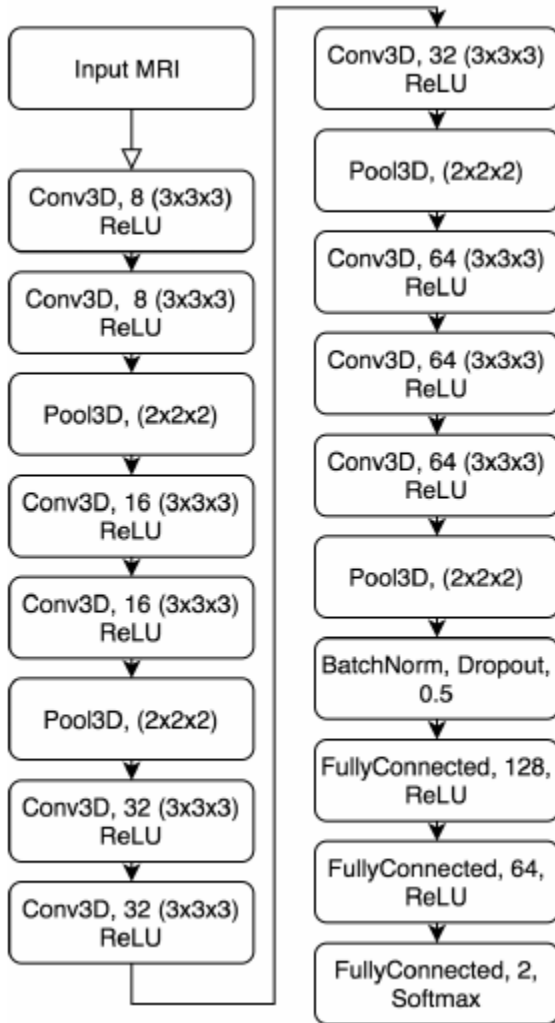 Input MRI
Conv3D, 8 (3x3x3)
ReLU
Conv3D, 8 (3x3x3)
ReLU
Pool3D, (2x2x2)
Conv3D, 16 (3x3x3)
ReLU
Conv3D, 16 (3x3x3)
ReLU
Pool3D, (2x2x2)
Conv3D, 32 (3x3x3)
ReLU
Conv3D, 32 (3x3x3)
ReLU
Conv3D, 32 (3x3x3)
ReLU
Pool3D, (2x2x2)
Conv3D, 64 (3x3x3)
ReLU
Conv3D, 64 (3x3x3)
ReLU
Conv3D, 64 (3x3x3)
ReLU
Pool3D, (2x2x2)
BatchNorm, Dropout,
0.5
FullyConnected, 128,
ReLU
FullyConnected, 64,
ReLU
FullyConnected, 2,
Softmax